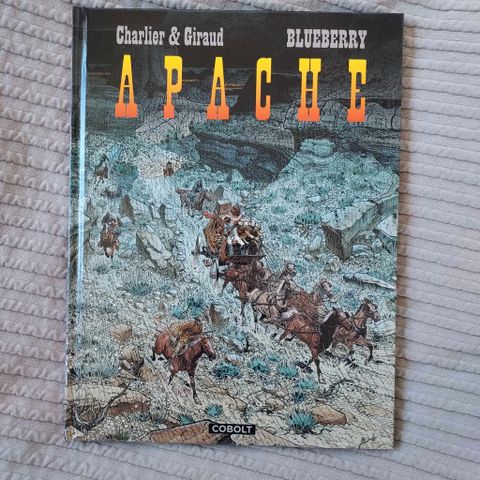 Charlier & Giraud BLUEBERRY
APACHE
COBOLT